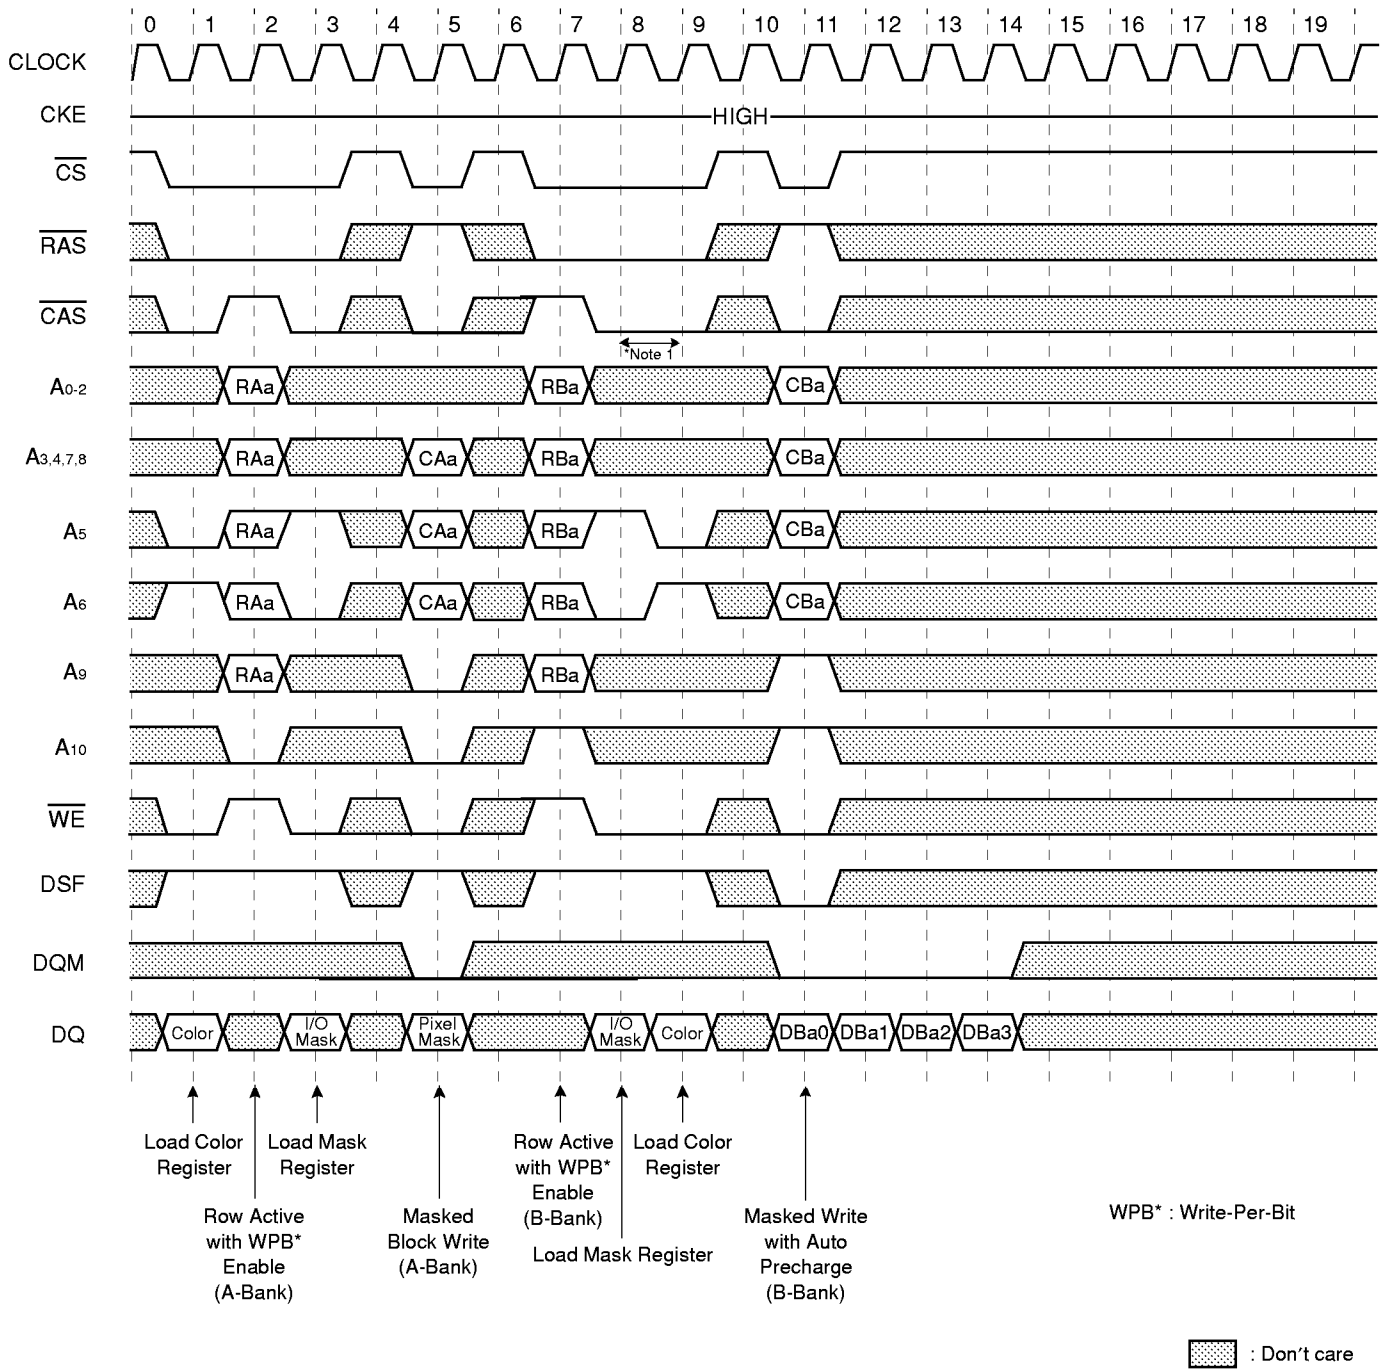 0 1 2 3 4 5 6 7 8 9 10 11 12 13 14 15 16 17 18 19
CLOCK
CKE HIGH
CS
RAS
CAS
*Note 1
A0-2 RAa RBa CBa
A3,4,7,8 RAa CAa RBa CBa
A5 RAa CAa RBa CBa
A6 RAa CAa RBa CBa
A9 RAa RBa
A10
WE
DSF
DQM
DQ Color I/O Mask Pixel Mask I/O Mask Color DBa0 DBa1 DBa2 DBa3
Load Color
Register
Load Mask
Register
Row Active
with WPB*
Enable
(B-Bank)
Load Color
Register
Row Active
with WPB*
Enable
(A-Bank)
Masked
Block Write
(A-Bank)
Load Mask Register
Masked Write
with Auto
Precharge
(B-Bank)
WPB* : Write-Per-Bit
: Don't care